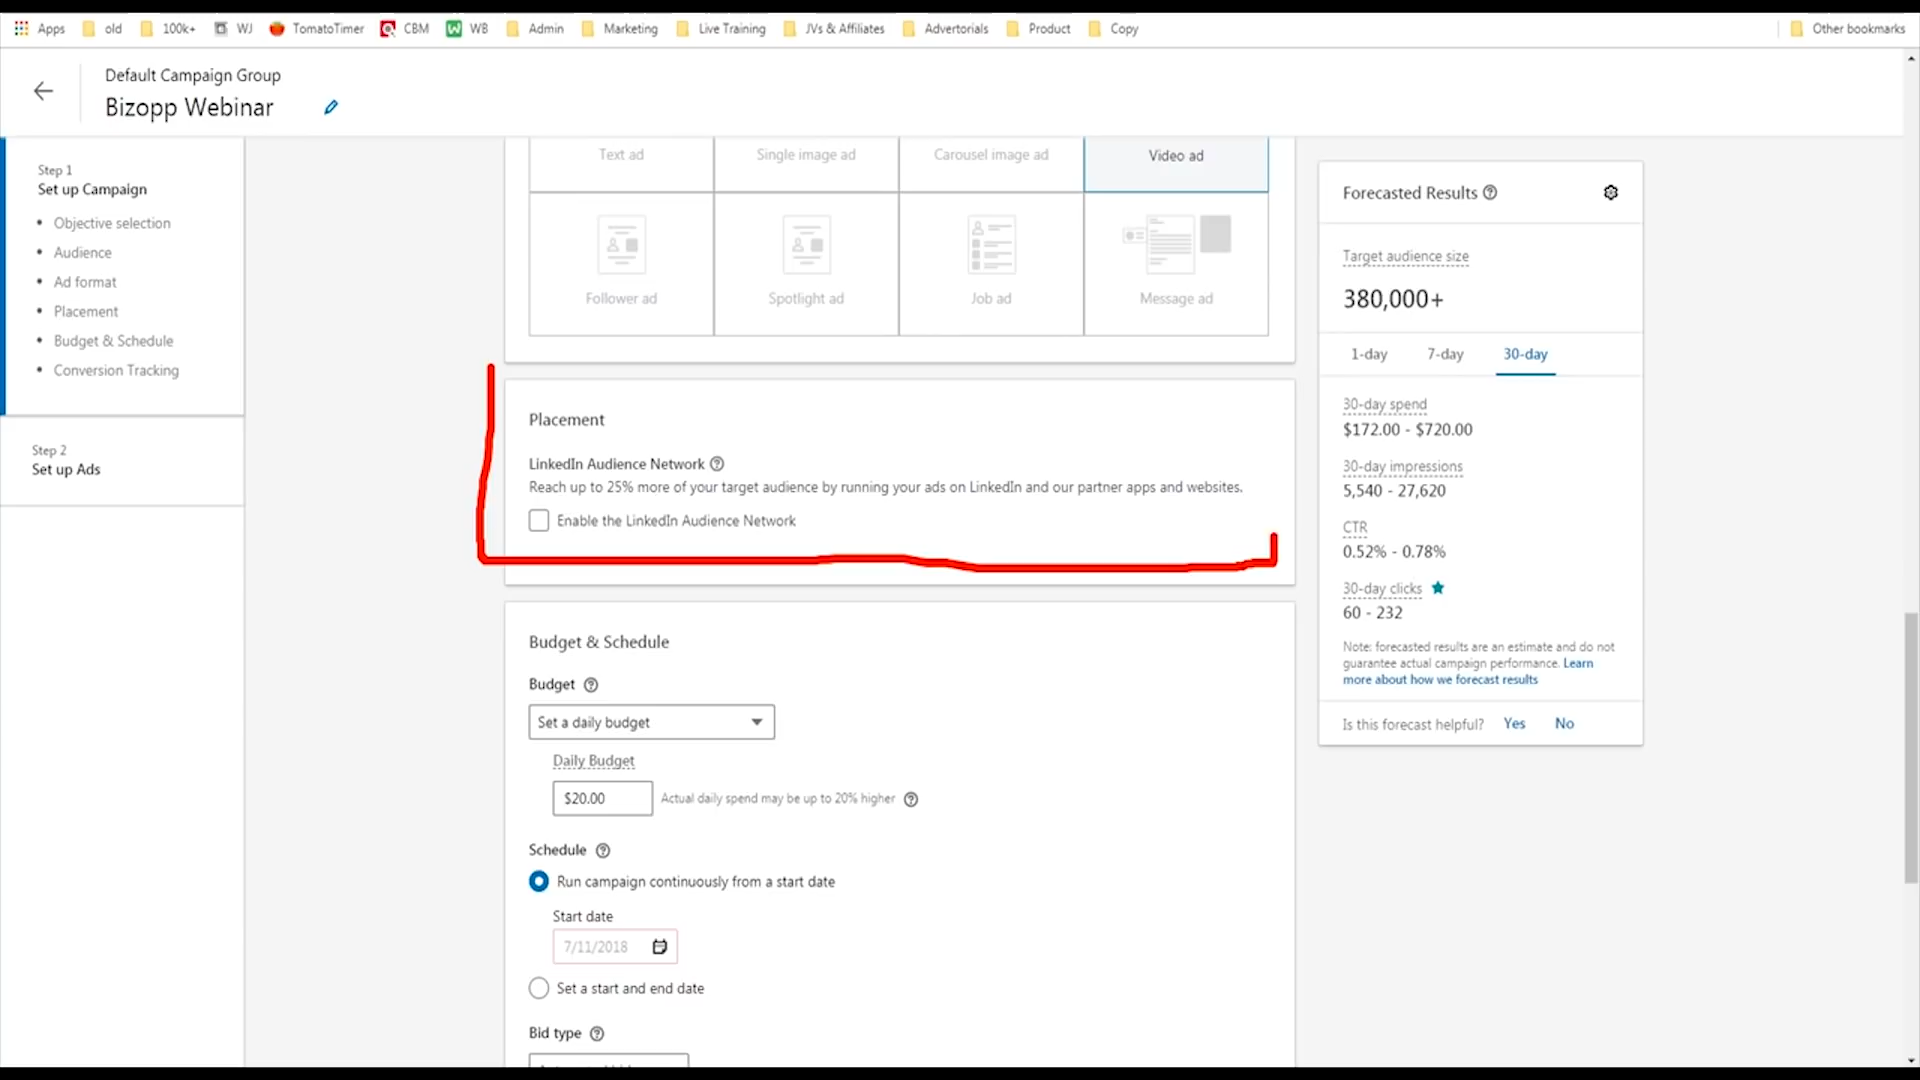 Apps old 100k+ WJ TomatoTimer CBM WB Admin Marketing Live Training JVs & Affiliates Advertorials Product Copy Other bookmarks
Default Campaign Group
Bizopp Webinar
Step 1
Set up Campaign
• Objective selection
• Audience
• Ad format
• Placement
• Budget & Schedule
• Conversion Tracking
Step 2
Set up Ads
Text ad Single image ad Carousel image ad Video ad
Follower ad Spotlight ad Job ad Message ad
Placement
LinkedIn Audience Network
Reach up to 25% more of your target audience by running your ads on LinkedIn and our partner apps and websites.
Enable the LinkedIn Audience Network
Budget & Schedule
Budget
Set a daily budget
Daily Budget
$20.00 Actual daily spend may be up to 20% higher
Schedule
Run campaign continuously from a start date
Start date
7/11/2018
Set a start and end date
Bid type
Forecasted Results
Target audience size
380,000+
1-day 7-day 30-day
30-day spend
$172.00 - $720.00
30-day impressions
5,540 - 27,620
CTR
0.52% - 0.78%
30-day clicks
60 - 232
Note: forecasted results are an estimate and do not
guarantee actual campaign performance. Learn
more about how we forecast results
Is this forecast helpful? Yes No